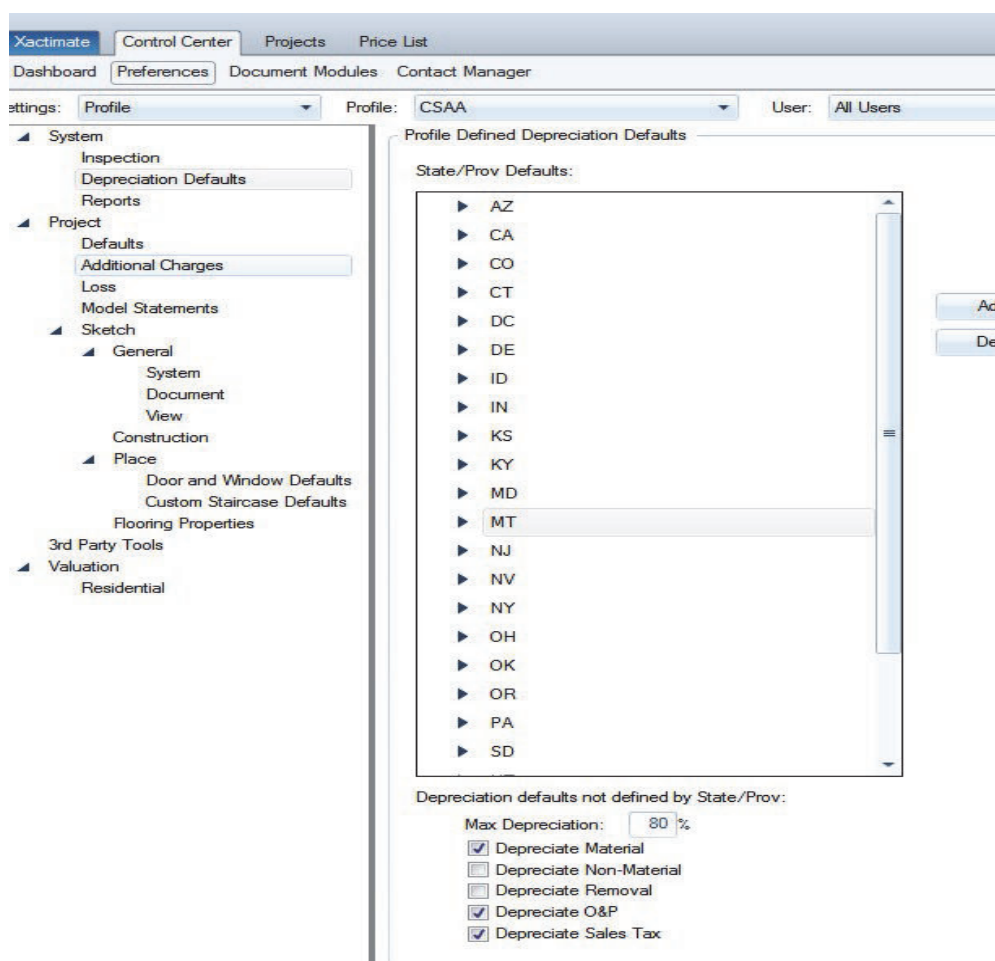 Xactimate Control Center Projects Price List
Dashboard Preferences Document Modules Contact Manager
ettings: Profile Profile: CSAA User: All Users
System
Inspection
Depreciation Defaults
Reports
Project
Defaults
Additional Charges
Loss
Model Statements
Sketch
General
System
Document
View
Construction
Place
Door and Window Defaults
Custom Staircase Defaults
Flooring Properties
3rd Party Tools
Valuation
Residential
Profile Defined Depreciation Defaults
State/Prov Defaults:
AZ
CA
CO
CT
DC
DE
ID
IN
KS
KY
MD
MT
NJ
NV
NY
OH
OK
OR
PA
SD
Ad
De
Depreciation defaults not defined by State/Prov:
Max Depreciation: 80 %
Depreciate Material
Depreciate Non-Material
Depreciate Removal
Depreciate O&P
Depreciate Sales Tax